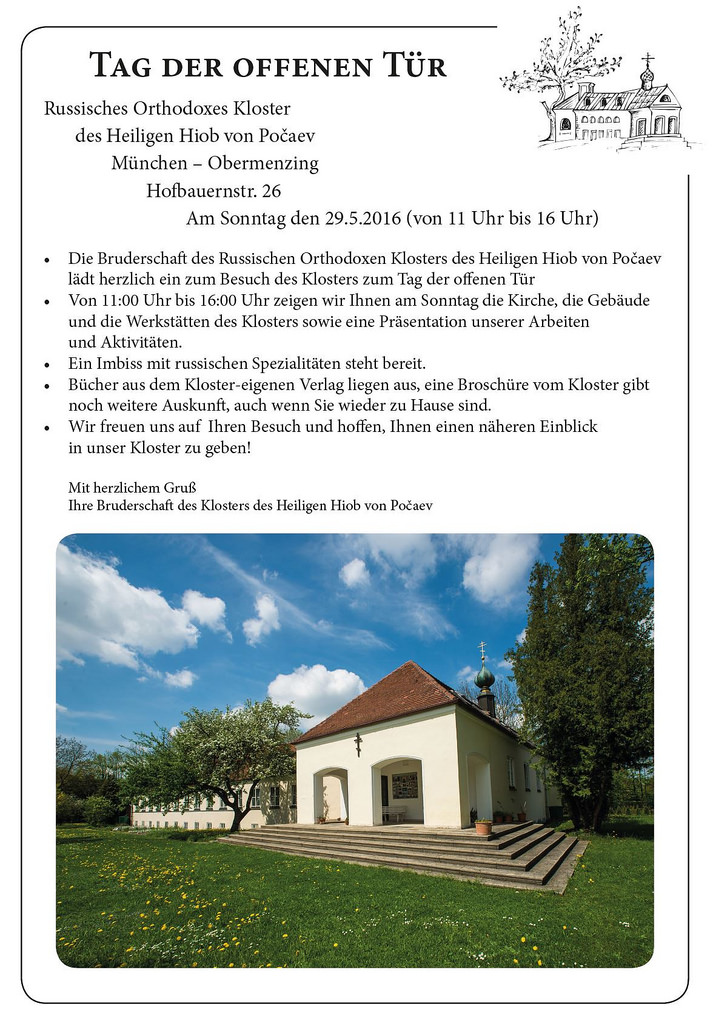 Tag der offenen Tür
Russisches Orthodoxes Kloster
des Heiligen Hiob von Počaev
München – Obermenzing
Hofbauernstr. 26
Am Sonntag den 29.5.2016 (von 11 Uhr bis 16 Uhr)
• Die Bruderschaft des Russischen Orthodoxen Klosters des Heiligen Hiob von Počaev
lädt herzlich ein zum Besuch des Klosters zum Tag der offenen Tür
• Von 11:00 Uhr bis 16:00 Uhr zeigen wir Ihnen am Sonntag die Kirche, die Gebäude
und die Werkstätten des Klosters sowie eine Präsentation unserer Arbeiten
und Aktivitäten.
• Ein Imbiss mit russischen Spezialitäten steht bereit.
• Bücher aus dem Kloster-eigenen Verlag liegen aus, eine Broschüre vom Kloster gibt
noch weitere Auskunft, auch wenn Sie wieder zu Hause sind.
• Wir freuen uns auf Ihren Besuch und hoffen, Ihnen einen näheren Einblick
in unser Kloster zu geben!
Mit herzlichem Gruß
Ihre Bruderschaft des Klosters des Heiligen Hiob von Počaev